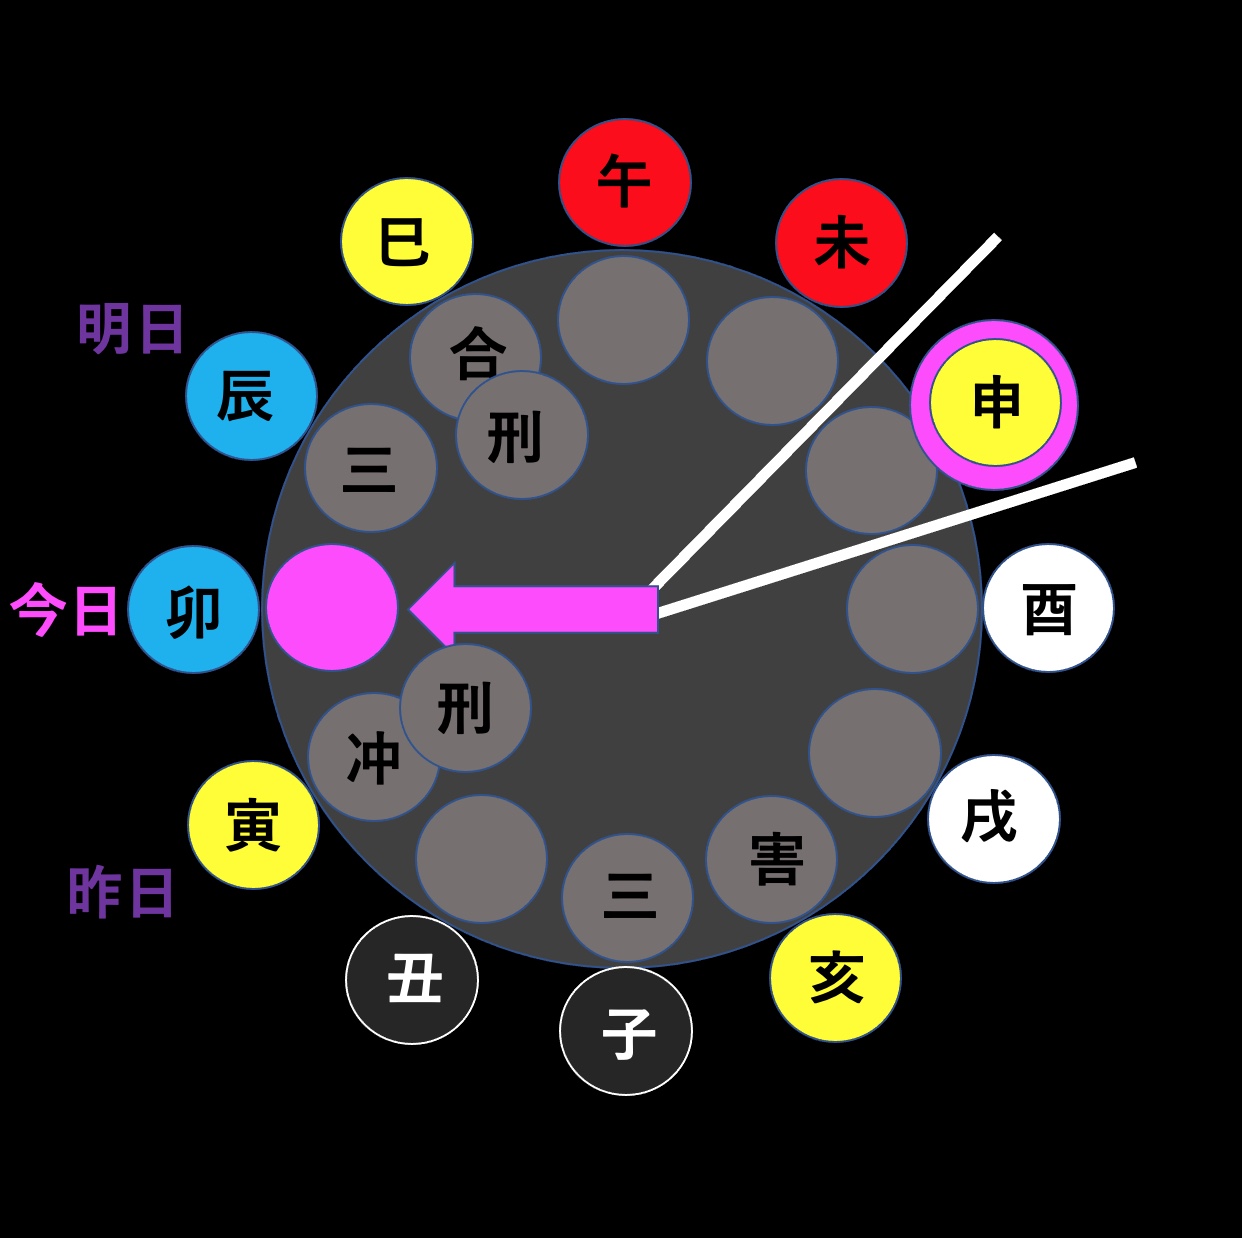 午
巳
未
明日
合
辰
申
刑
三
今日
卯
酉
刑
冲
寅
戌
害
三
昨日
丑
亥
子